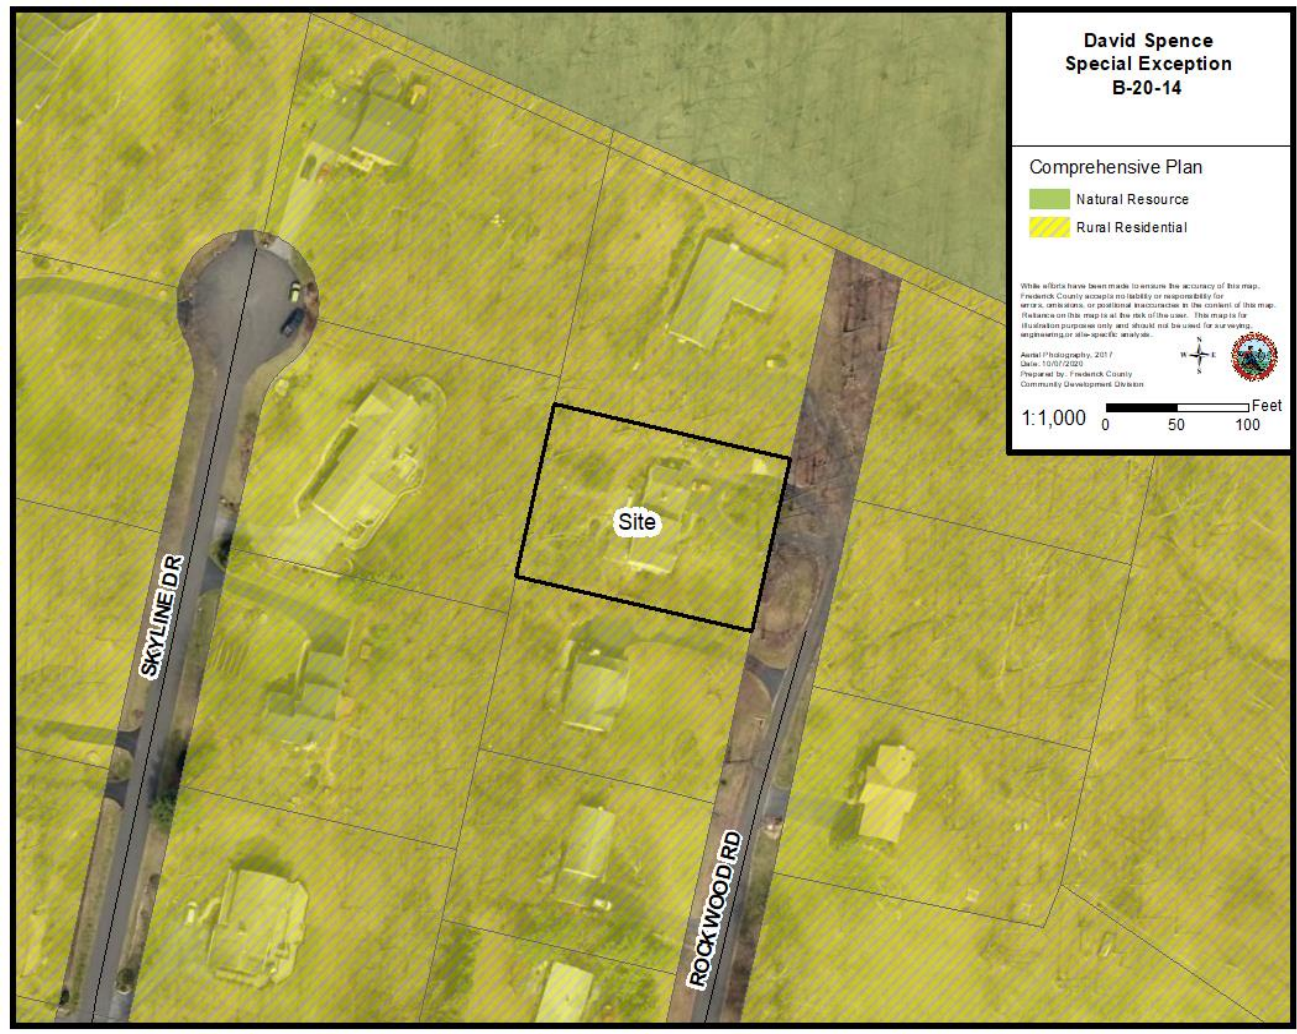 David Spence
Special Exception
B-20-14
Comprehensive Plan
Natural Resource
Rural Residential
While efforts have been made to ensure the accuracy of this map,
Frederick County accepts no liability or responsibility for
errors, omissions, or positional inaccuracies in the content of this map.
Reliance on this map is at the risk of the user. This map is for
illustration purposes only and should not be used for surveying,
engineering, or site-specific analysis.
Aerial Photography, 2017
Date: 10/07/2020
Prepared by: Frederick County
Community Development Division
N
W E
S
1:1,000
Feet
0 50 100
Site
SKYLINE DR
ROCKWOOD RD